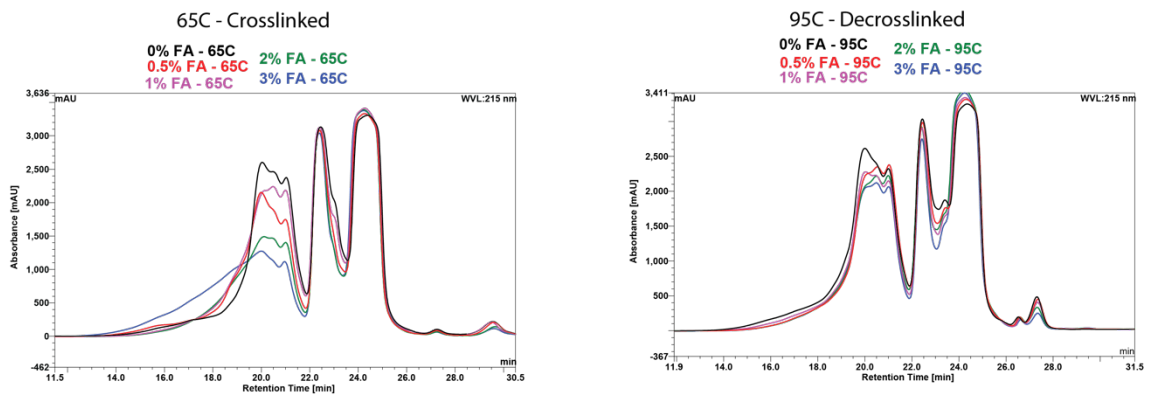 65C - Crosslinked
0% FA - 65C
0.5% FA - 65C
1% FA - 65C
2% FA - 65C
3% FA - 65C
3,636
mAU
WVL:215 nm
3,000
2,500
2,000
1,500
1,000
500
0
-462
Absorbance [mAU]
min
11.5 14.0 16.0 18.0 20.0 22.0 24.0 26.0 28.0 30.5
Retention Time [min]
95C - Decrosslinked
0% FA - 95C
0.5% FA - 95C
1% FA - 95C
2% FA - 95C
3% FA - 95C
3,411
mAU
WVL:215 nm
2,500
2,000
1,500
1,000
500
-367
Absorbance [mAU]
min
11.9 14.0 16.0 18.0 20.0 22.0 24.0 26.0 28.0 31.5
Retention Time [min]